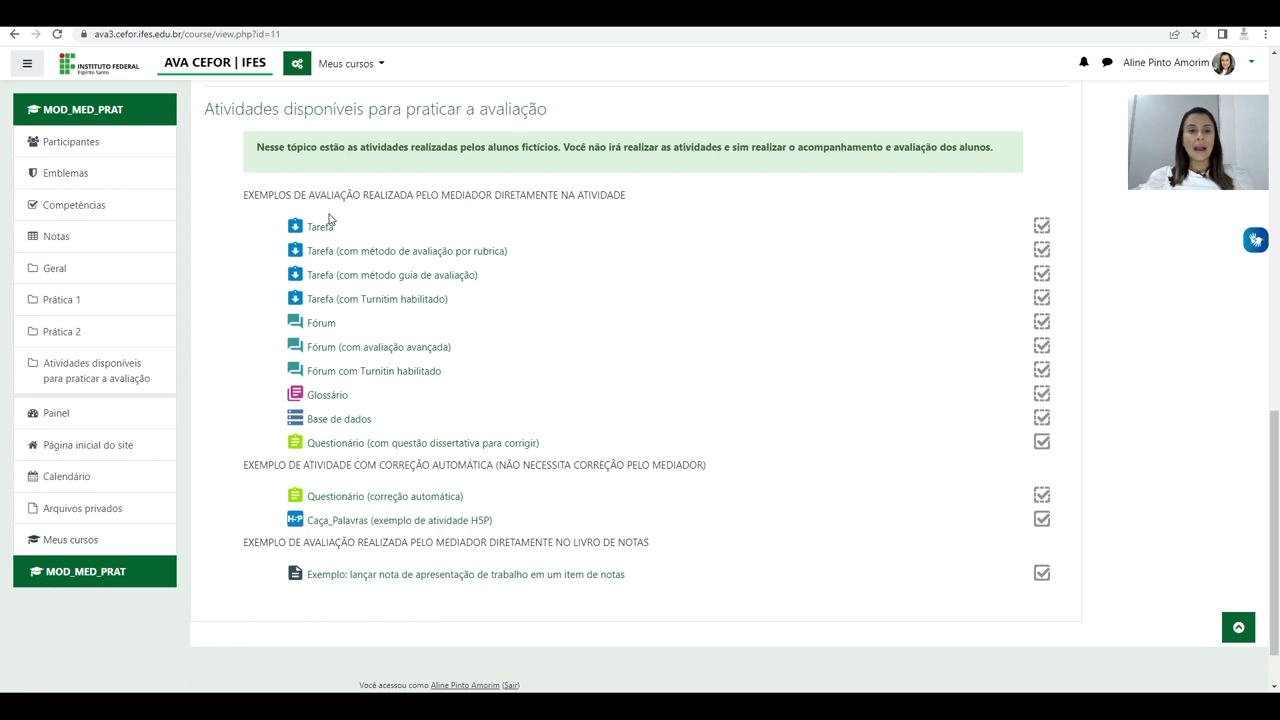 ava3.cefor.ifes.edu.br/course/view.php?id=11
INSTITUTO FEDERAL
Espírito Santo
AVA CEFOR | IFES
Meus cursos
Aline Pinto Amorim
MOD_MED_PRAT
Participantes
Emblemas
Competências
Notas
Geral
Prática 1
Prática 2
Atividades disponíveis
para praticar a avaliação
Painel
Página inicial do site
Calendário
Arquivos privados
Meus cursos
MOD_MED_PRAT
Atividades disponíveis para praticar a avaliação
Nesse tópico estão as atividades realizadas pelos alunos fictícios. Você não irá realizar as atividades e sim realizar o acompanhamento e avaliação dos alunos.
EXEMPLOS DE AVALIAÇÃO REALIZADA PELO MEDIADOR DIRETAMENTE NA ATIVIDADE
Tarefa
Tarefa (com método de avaliação por rubrica)
Tarefa (com método guia de avaliação)
Tarefa (com Turnitim habilitado)
Fórum
Fórum (com avaliação avançada)
Fórum com Turnitin habilitado
Glossário
Base de dados
Questionário (com questão dissertativa para corrigir)
EXEMPLO DE ATIVIDADE COM CORREÇÃO AUTOMÁTICA (NÃO NECESSITA CORREÇÃO PELO MEDIADOR)
Questionário (correção automática)
H-P Caça_Palavras (exemplo de atividade H5P)
EXEMPLO DE AVALIAÇÃO REALIZADA PELO MEDIADOR DIRETAMENTE NO LIVRO DE NOTAS
Exemplo: lançar nota de apresentação de trabalho em um item de notas
Você acessou como Aline Pinto Amorim (Sair)